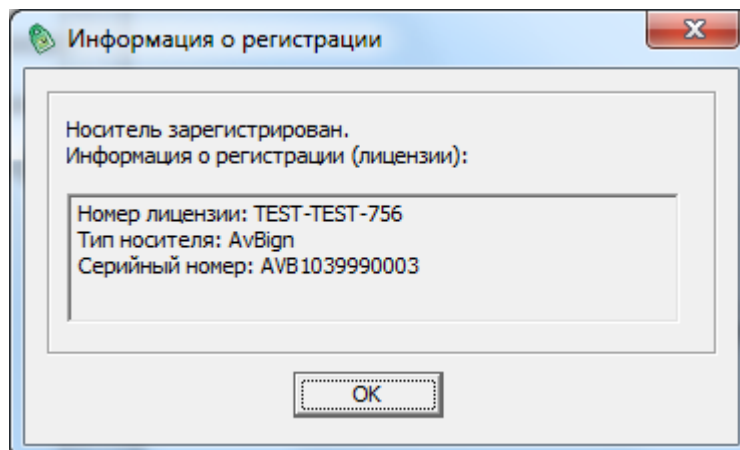 Информация о регистрации
Носитель зарегистрирован.
Информация о регистрации (лицензии):
Номер лицензии: TEST-TEST-756
Тип носителя: AvBign
Серийный номер: AVB1039990003
OK